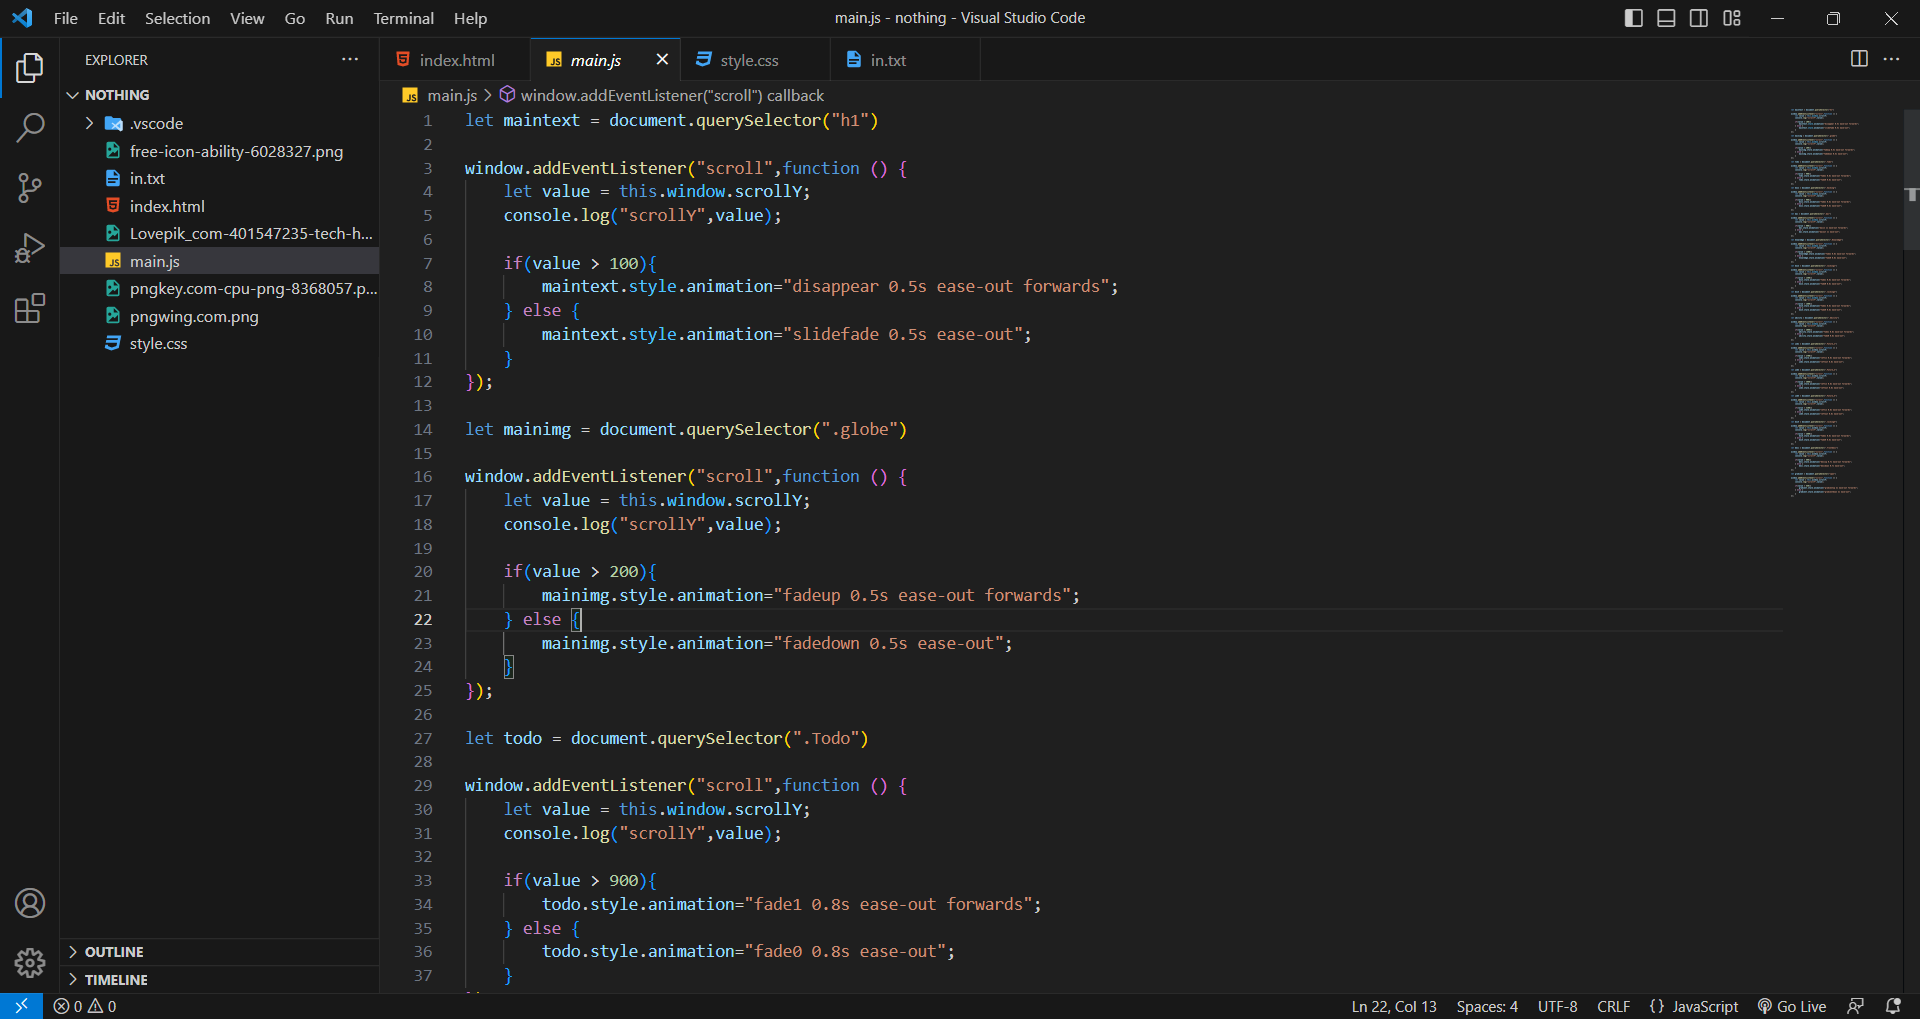 File Edit Selection View Go Run Terminal Help
main.js - nothing - Visual Studio Code
EXPLORER
NOTHING
.vscode
free-icon-ability-6028327.png
in.txt
index.html
Lovepik_com-401547235-tech-h...
main.js
pngkey.com-cpu-png-8368057.p...
pngwing.com.png
style.css
OUTLINE
TIMELINE
index.html main.js style.css in.txt
main.js > window.addEventListener("scroll") callback
1 let maintext = document.querySelector("h1")
2
3 window.addEventListener("scroll",function () {
4 let value = this.window.scrollY;
5 console.log("scrollY",value);
6
7 if(value > 100){
8 maintext.style.animation="disappear 0.5s ease-out forwards";
9 } else {
10 maintext.style.animation="slidefade 0.5s ease-out";
11 }
12 });
13
14 let mainimg = document.querySelector(".globe")
15
16 window.addEventListener("scroll",function () {
17 let value = this.window.scrollY;
18 console.log("scrollY",value);
19
20 if(value > 200){
21 mainimg.style.animation="fadeup 0.5s ease-out forwards";
22 } else {
23 mainimg.style.animation="fadedown 0.5s ease-out";
24 }
25 });
26
27 let todo = document.querySelector(".Todo")
28
29 window.addEventListener("scroll",function () {
30 let value = this.window.scrollY;
31 console.log("scrollY",value);
32
33 if(value > 900){
34 todo.style.animation="fade1 0.8s ease-out forwards";
35 } else {
36 todo.style.animation="fade0 0.8s ease-out";
37 }
0 0 Ln 22, Col 13 Spaces: 4 UTF-8 CRLF {} JavaScript Go Live